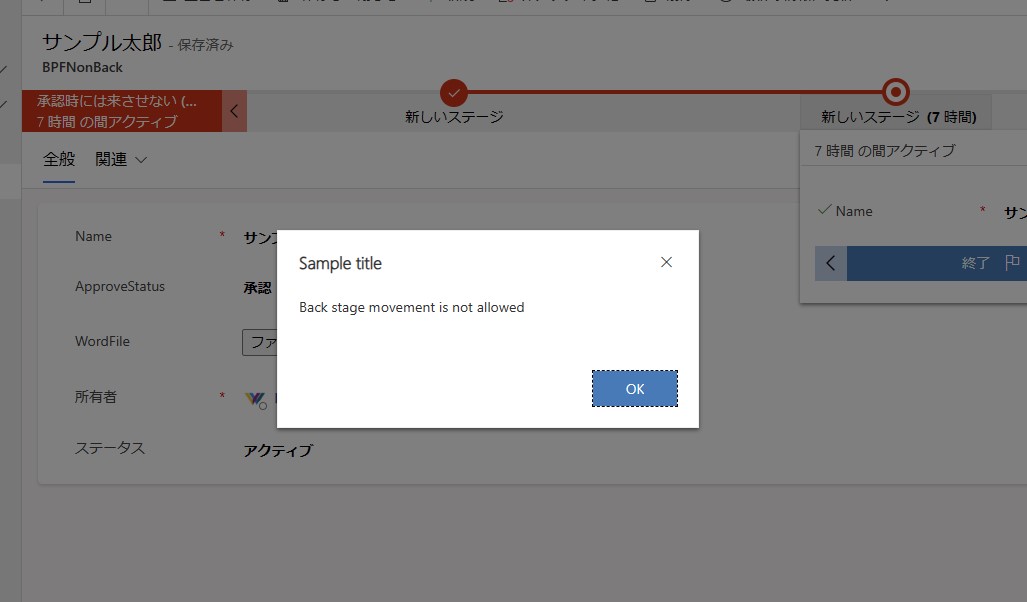 サンプル太郎 - 保存済み
BPFNonBack
承認時には来させない (...
7 時間 の間アクティブ
新しいステージ
新しいステージ (7 時間)
7 時間 の間アクティブ
全般 関連
Name * サンプ
Name * サン
Sample title
ApproveStatus 承認
Back stage movement is not allowed
終了
WordFile ファ
所有者 *
OK
ステータス アクティブ